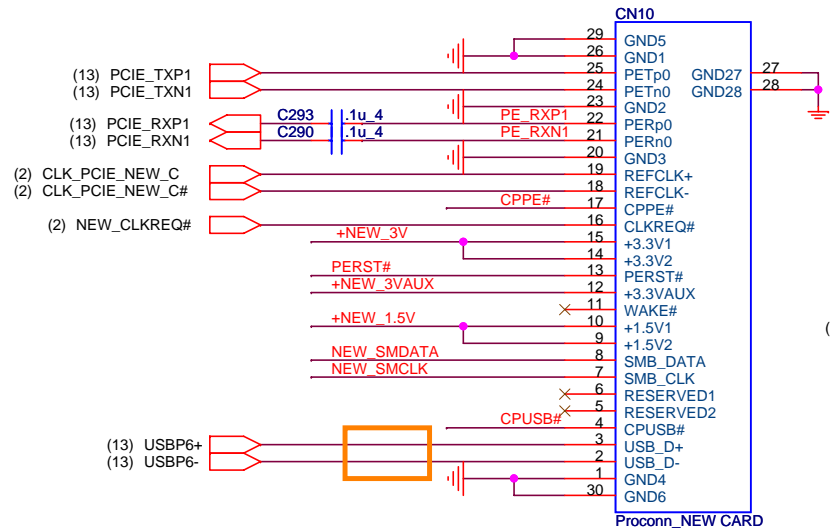 CN10
29 GND5
26 GND1
(13) PCIE_TXP1 25 PETp0 GND27 27
(13) PCIE_TXN1 24 PETn0 GND28 28
23 GND2
(13) PCIE_RXP1 C293 .1u_4 PE_RXP1 22 PERp0
(13) PCIE_RXN1 C290 .1u_4 PE_RXN1 21 PERn0
20 GND3
(2) CLK_PCIE_NEW_C 19 REFCLK+
(2) CLK_PCIE_NEW_C# 18 REFCLK-
CPPE# 17 CPPE#
(2) NEW_CLKREQ# 16 CLKREQ#
+NEW_3V 15 +3.3V1
14 +3.3V2
PERST# 13 PERST#
+NEW_3VAUX 12 +3.3VAUX
11 WAKE#
+NEW_1.5V 10 +1.5V1 (
9 +1.5V2
NEW_SMDATA 8 SMB_DATA
NEW_SMCLK 7 SMB_CLK
6 RESERVED1
5 RESERVED2
CPUSB# 4 CPUSB#
(13) USBP6+ 3 USB_D+
(13) USBP6- 2 USB_D-
1 GND4
30 GND6
Proconn_NEW CARD